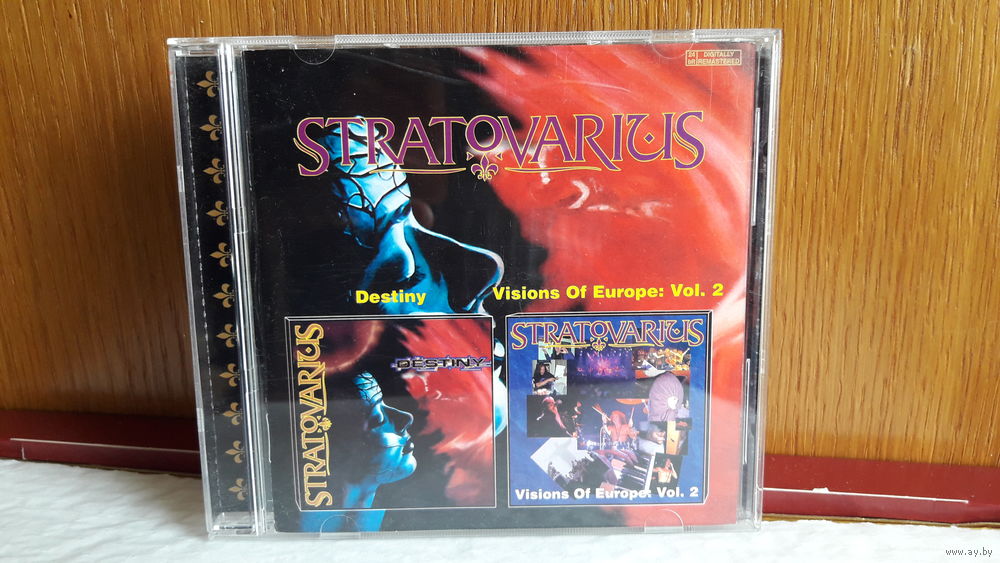 24 DIGITALLY
bit REMASTERED
STRATOVARIUS
Destiny
Visions Of Europe: Vol. 2
STRATOVARIUS
DESTINY
STRATOVARIUS
Visions Of Europe: Vol. 2
www.ay.by